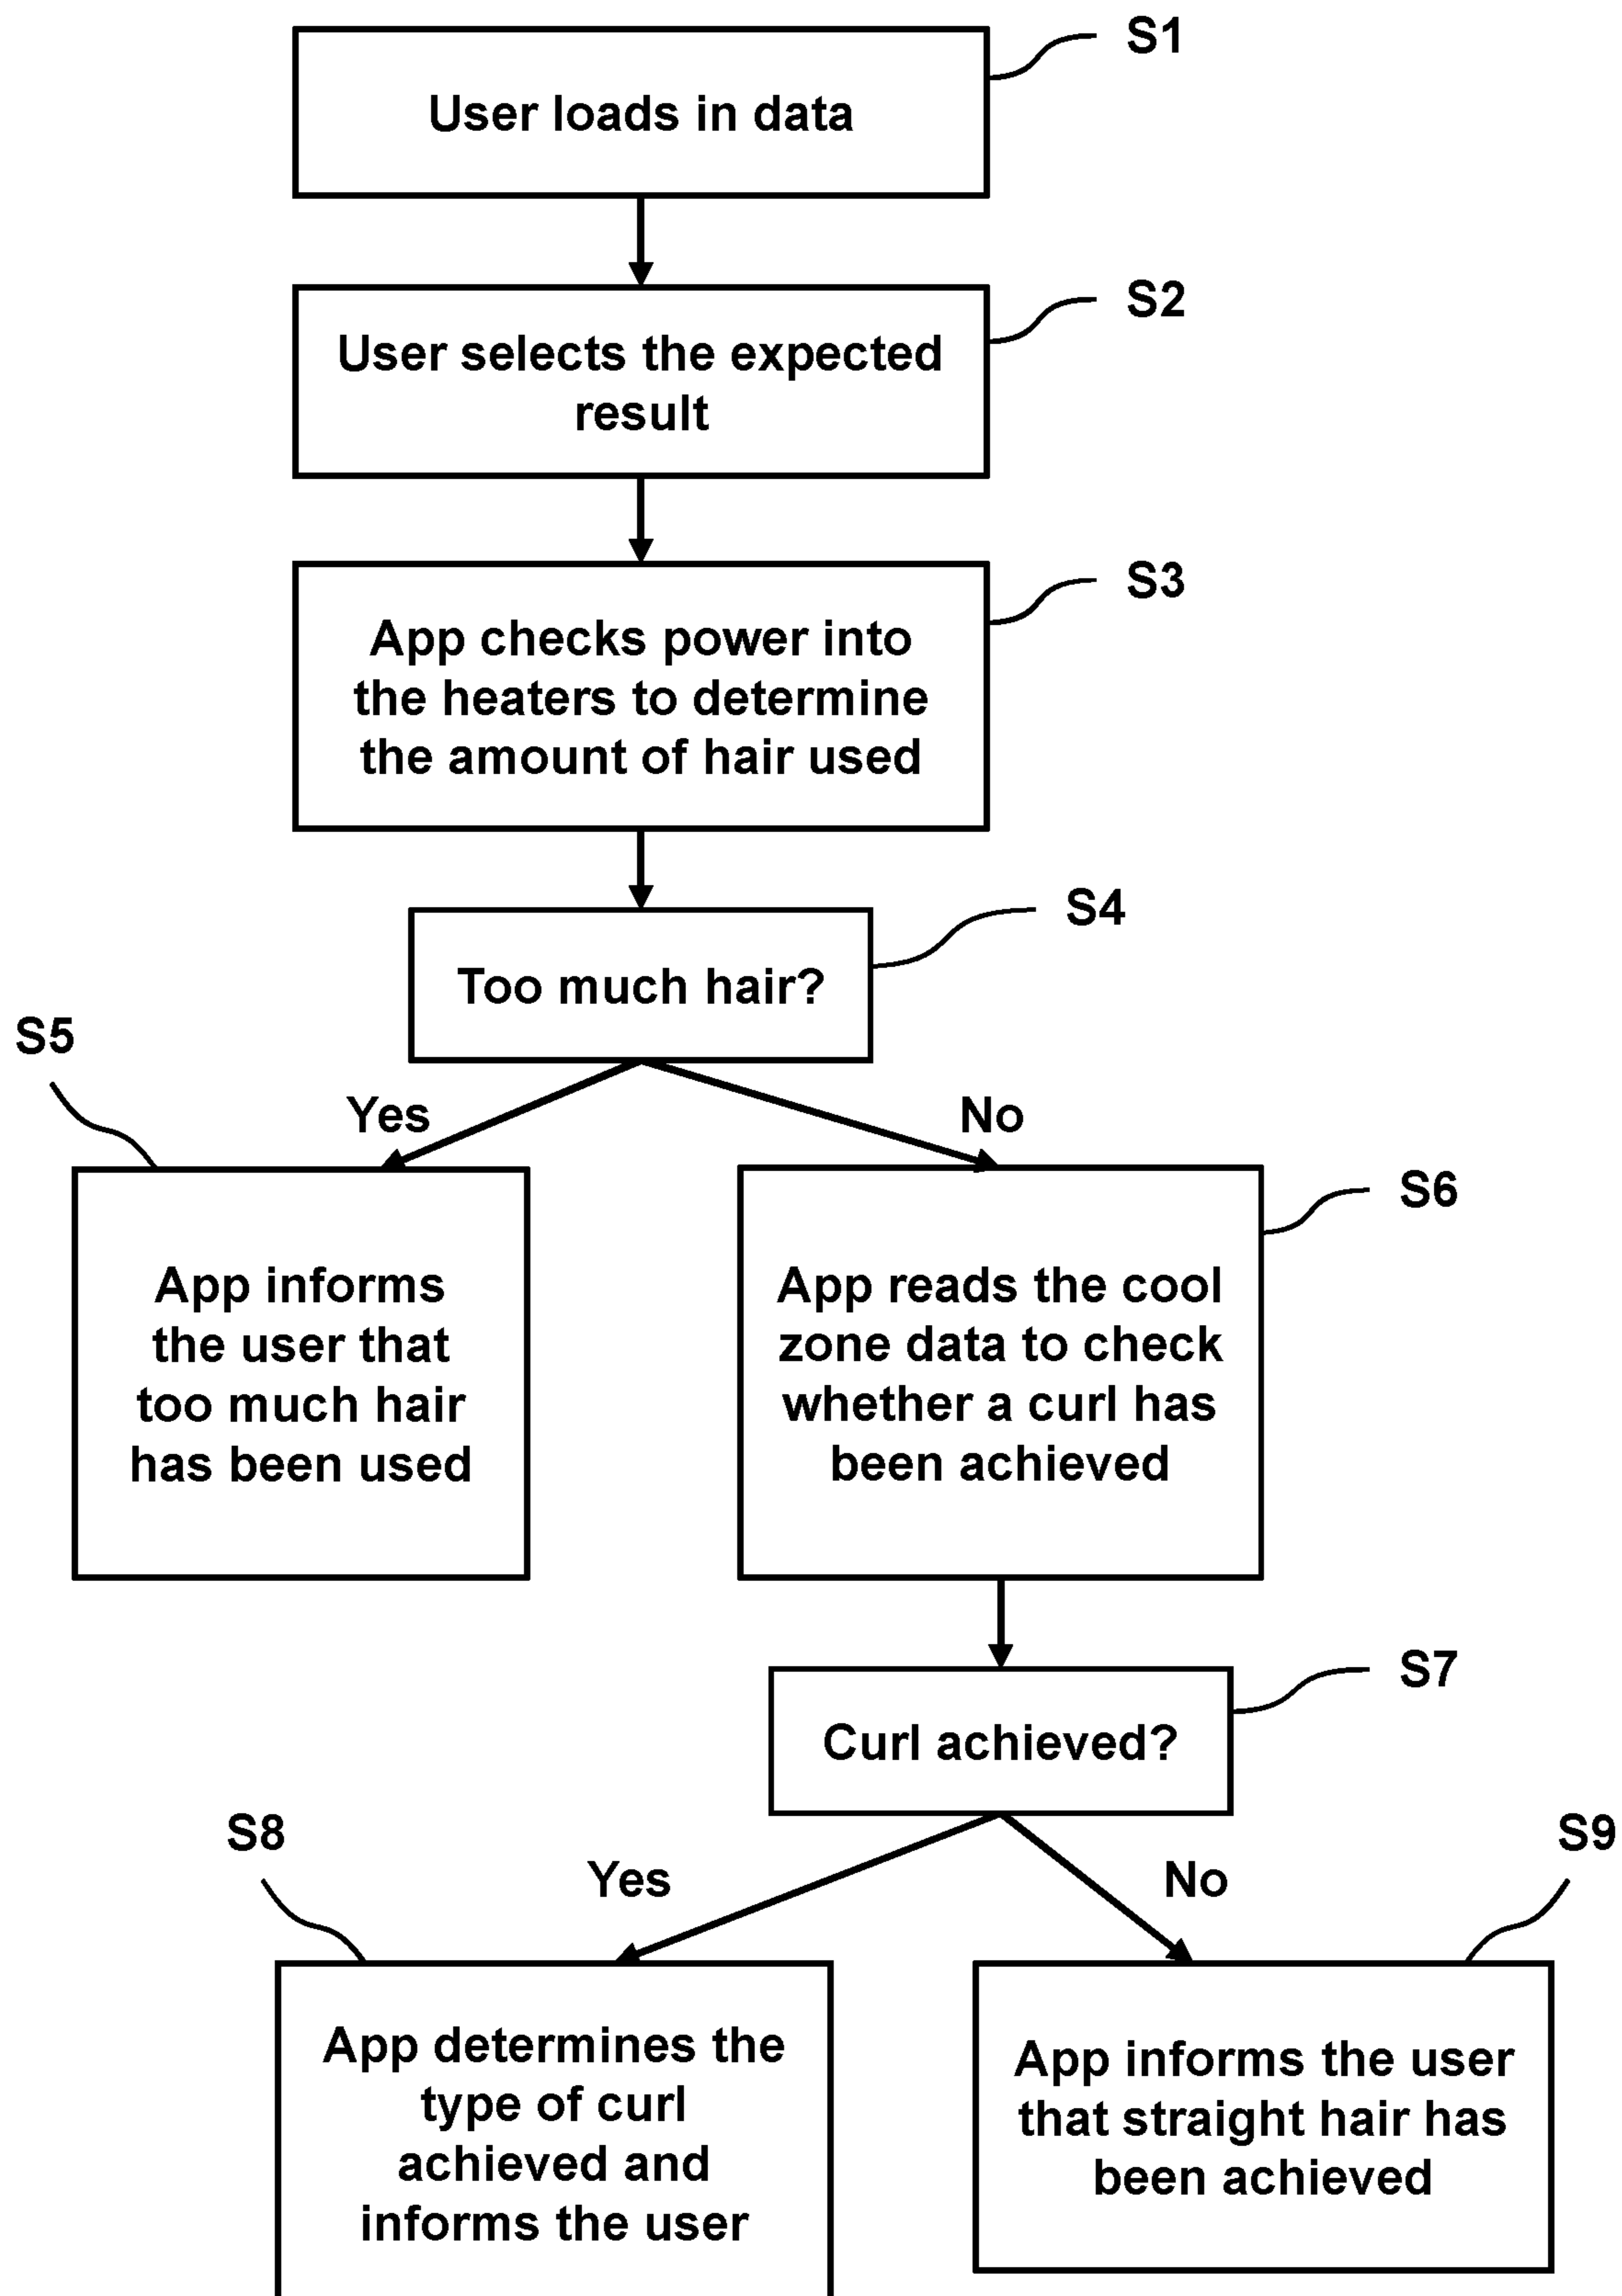 S1
User loads in data
S2
User selects the expected
result
S3
App checks power into
the heaters to determine
the amount of hair used
S4
Too much hair?
S5
Yes
No
S6
App informs
the user that
too much hair
has been used
App reads the cool
zone data to check
whether a curl has
been achieved
S7
Curl achieved?
S8
S9
Yes
No
App determines the
type of curl
achieved and
informs the user
App informs the user
that straight hair has
been achieved